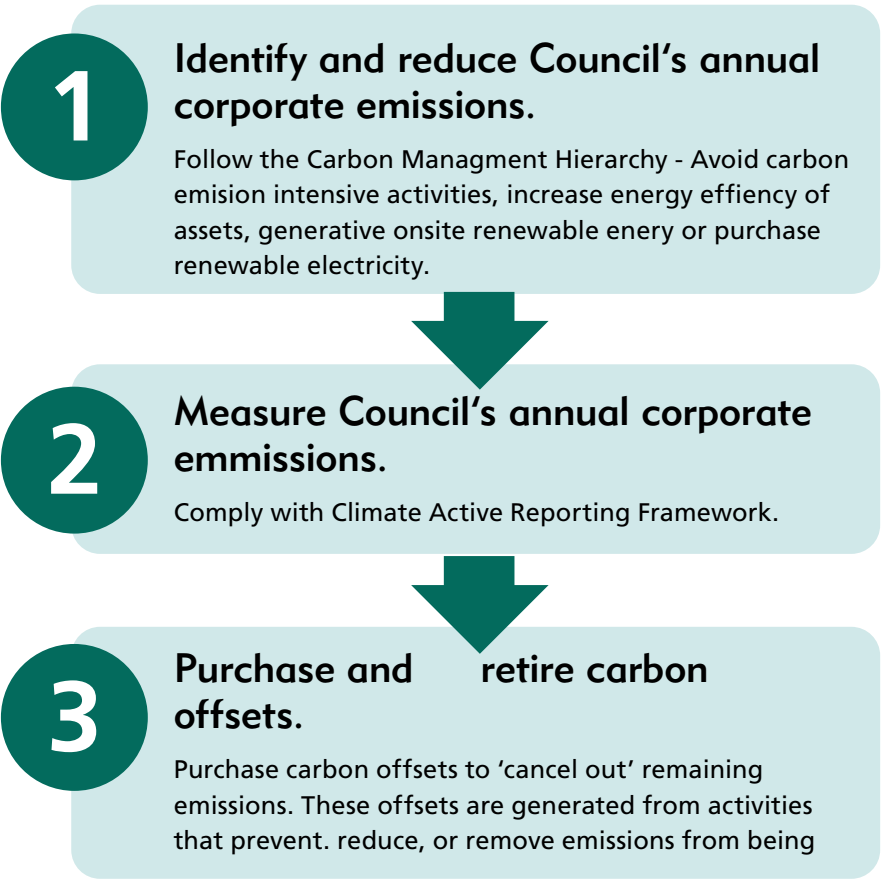 1
Identify and reduce Council‘s annual
corporate emissions.
Follow the Carbon Managment Hierarchy - Avoid carbon
emision intensive activities, increase energy effiency of
assets, generative onsite renewable enery or purchase
renewable electricity.
2
Measure Council‘s annual corporate
emmissions.
Comply with Climate Active Reporting Framework.
3
Purchase and retire carbon
offsets.
Purchase carbon offsets to ‘cancel out’ remaining
emissions. These offsets are generated from activities
that prevent. reduce, or remove emissions from being